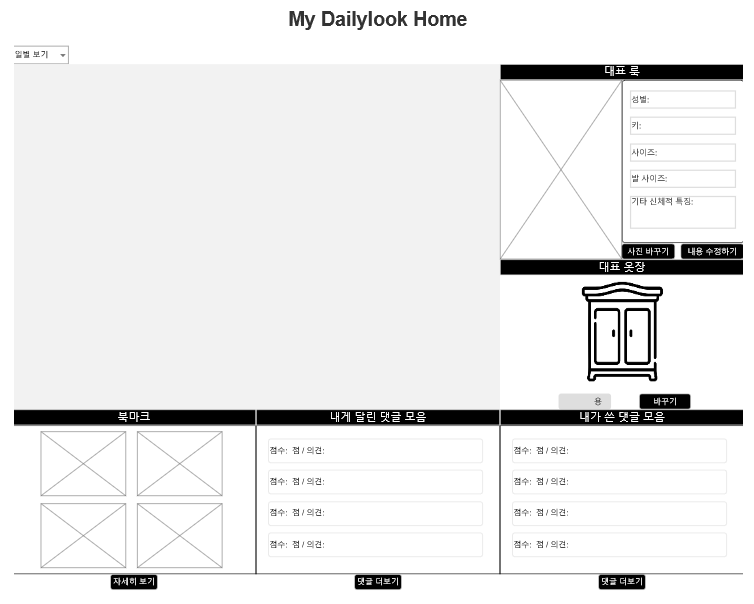 My Dailylook Home
일별 보기
대표 룩
성별:
키:
사이즈:
발 사이즈:
기타 신체적 특징:
사진 바꾸기
내용 수정하기
대표 옷장
용
바꾸기
북마크
자세히 보기
내게 달린 댓글 모음
점수: 점 / 의견:
점수: 점 / 의견:
점수: 점 / 의견:
점수: 점 / 의견:
댓글 더보기
내가 쓴 댓글 모음
점수: 점 / 의견:
점수: 점 / 의견:
점수: 점 / 의견:
점수: 점 / 의견:
댓글 더보기